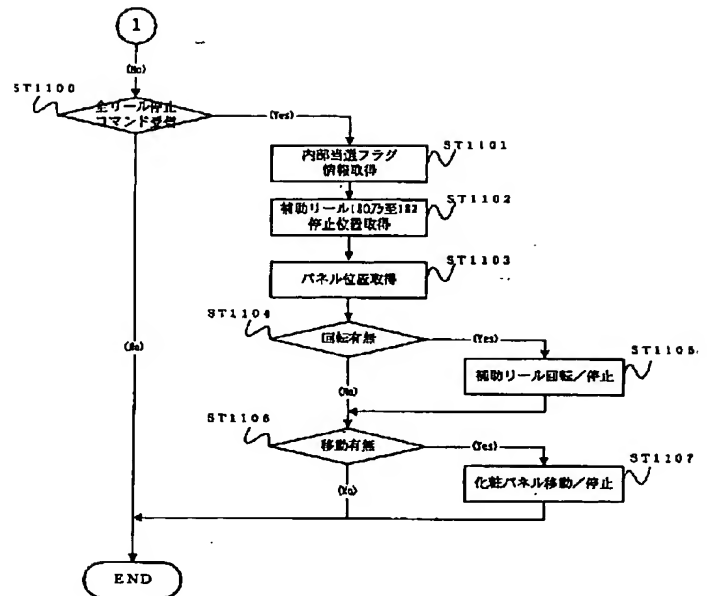 1
(No)
ST1100
全リール停止
コマンド受信
(Yes)
ST1101
内部当選フラグ
情報取得
ST1102
補助リール180乃至182
停止位置取得
ST1103
パネル位置取得
ST1104
回転有無
(Yes)
ST1105
補助リール回転／停止
(No)
(No)
ST1106
移動有無
(Yes)
ST1107
化粧パネル移動／停止
(No)
END